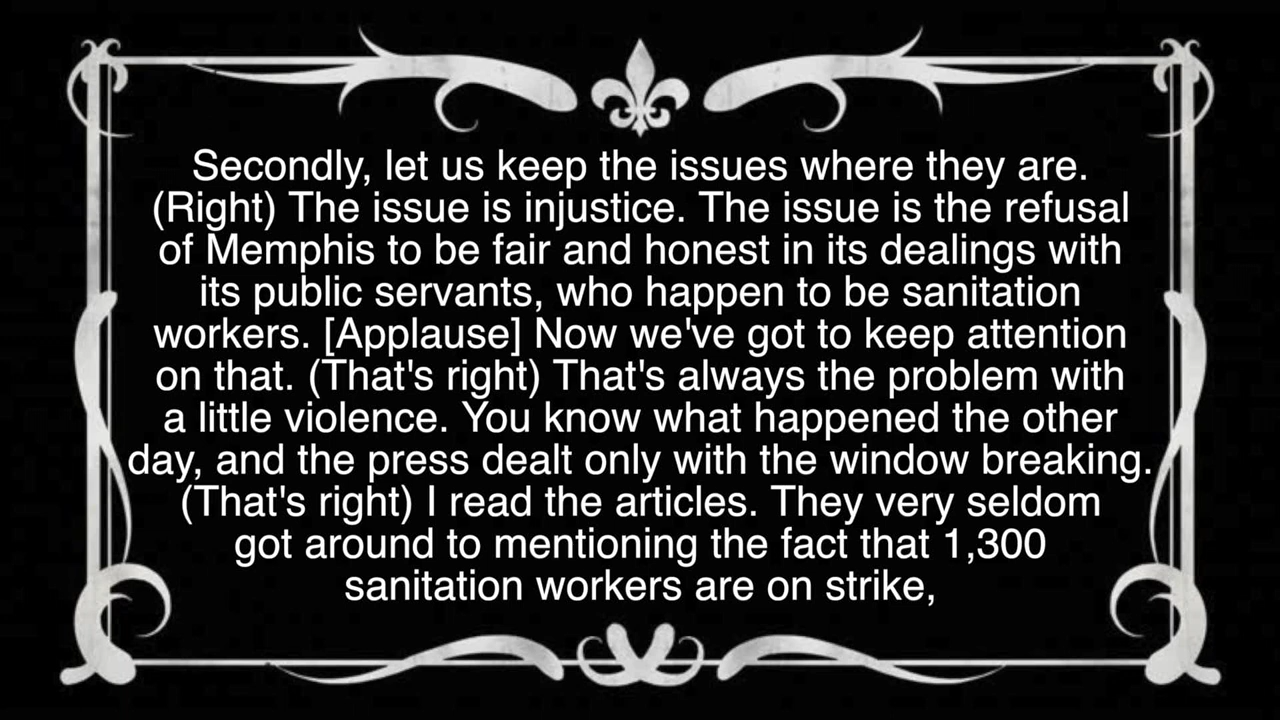 Secondly, let us keep the issues where they are.
(Right) The issue is injustice. The issue is the refusal
of Memphis to be fair and honest in its dealings with
its public servants, who happen to be sanitation
workers. [Applause] Now we've got to keep attention
on that. (That's right) That's always the problem with
a little violence. You know what happened the other
day, and the press dealt only with the window breaking.
(That's right) I read the articles. They very seldom
got around to mentioning the fact that 1,300
sanitation workers are on strike,